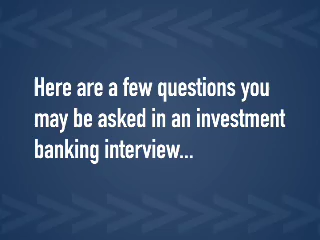 Here are a few questions you
may be asked in an investment
banking interview...